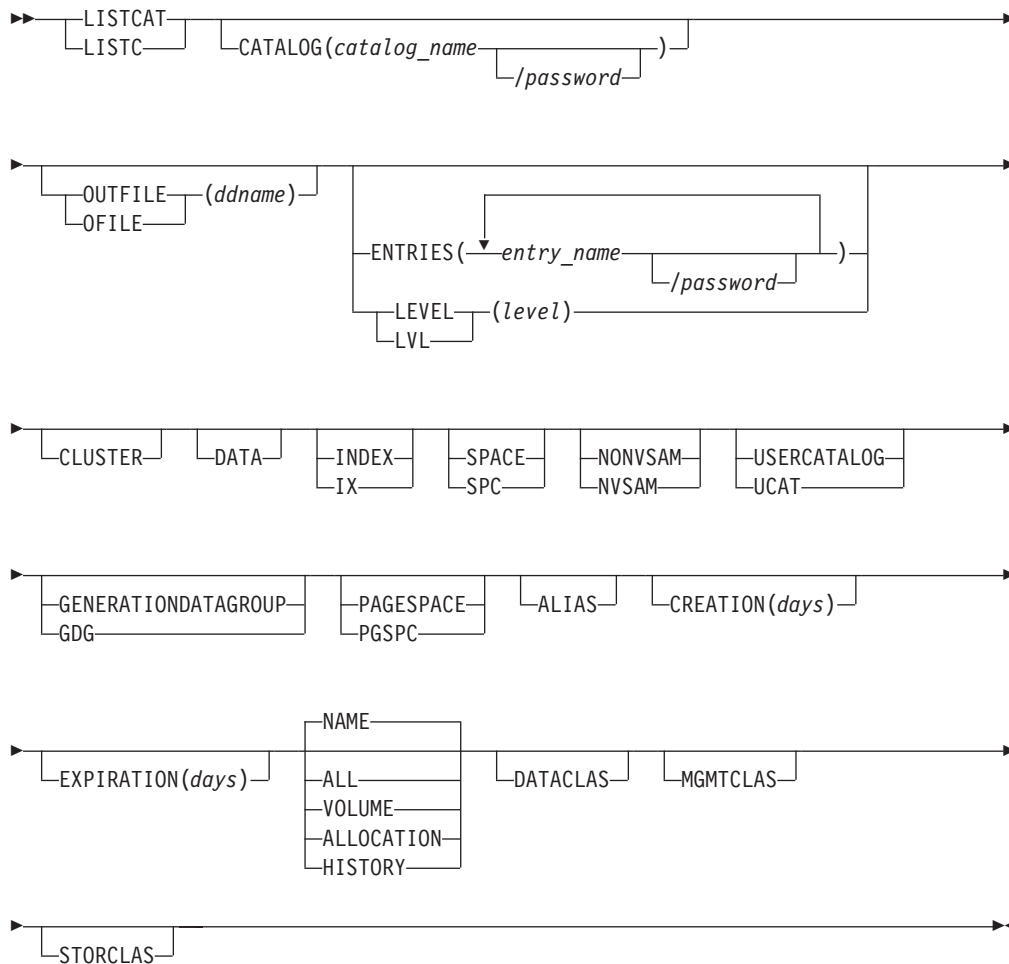 LISTCAT
LISTC
CATALOG(catalog_name
/password
)
OUTFILE
OFILE
(ddname)
ENTRIES(
entry_name
/password
)
LEVEL
LVL
(level)
CLUSTER
DATA
INDEX
IX
SPACE
SPC
NONVSAM
NVSAM
USERCATALOG
UCAT
GENERATIONDATAGROUP
GDG
PAGESPACE
PGSPC
ALIAS
CREATION(days)
EXPIRATION(days)
NAME
ALL
VOLUME
ALLOCATION
HISTORY
DATACLAS
MGMTCLAS
STORCLAS